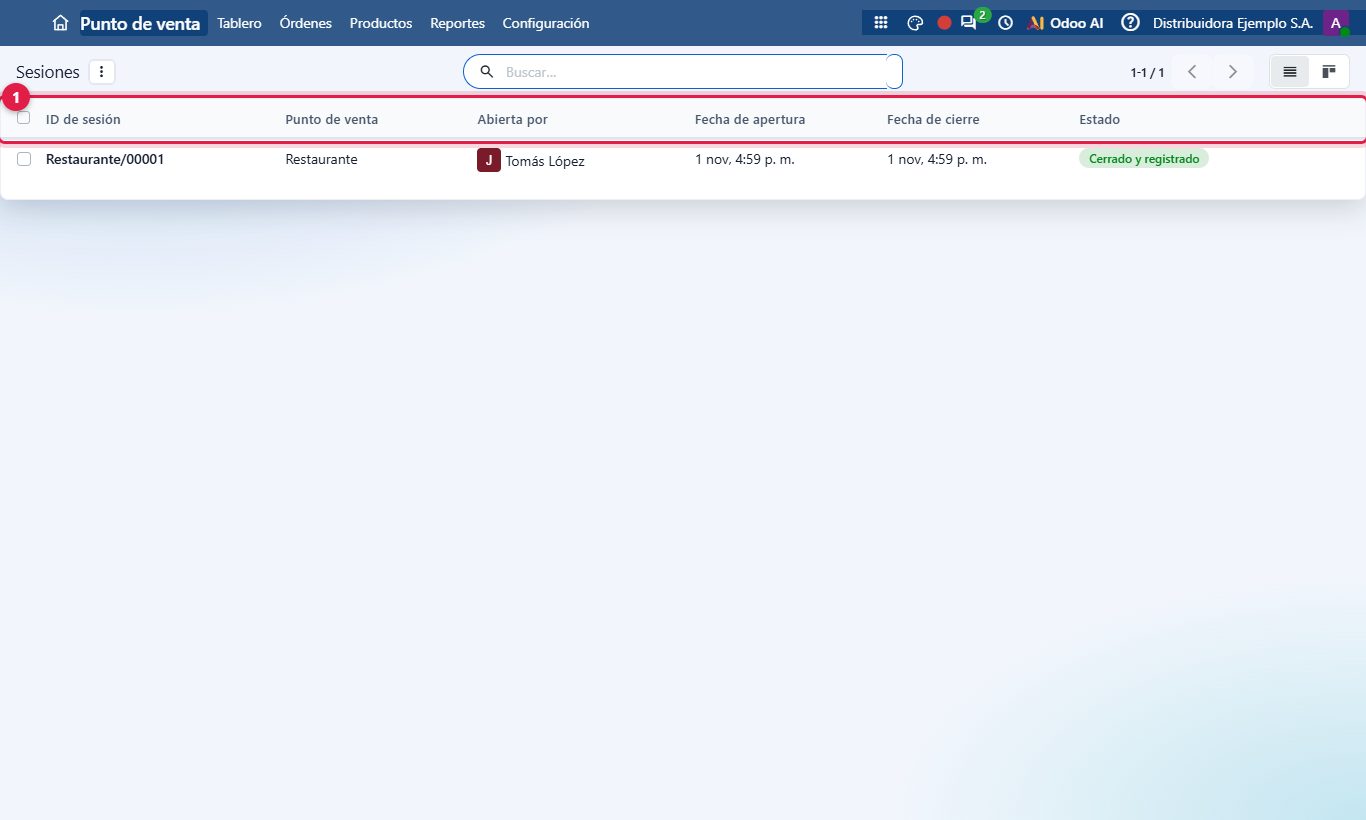 Punto de venta Tablero Órdenes Productos Reportes Configuración 2 Odoo AI Distribuidora Ejemplo S.A. A
Sesiones Buscar... 1-1 / 1
1
ID de sesión Punto de venta Abierta por Fecha de apertura Fecha de cierre Estado
Restaurante/00001 Restaurante J Tomás López 1 nov, 4:59 p. m. 1 nov, 4:59 p. m. Cerrado y registrado